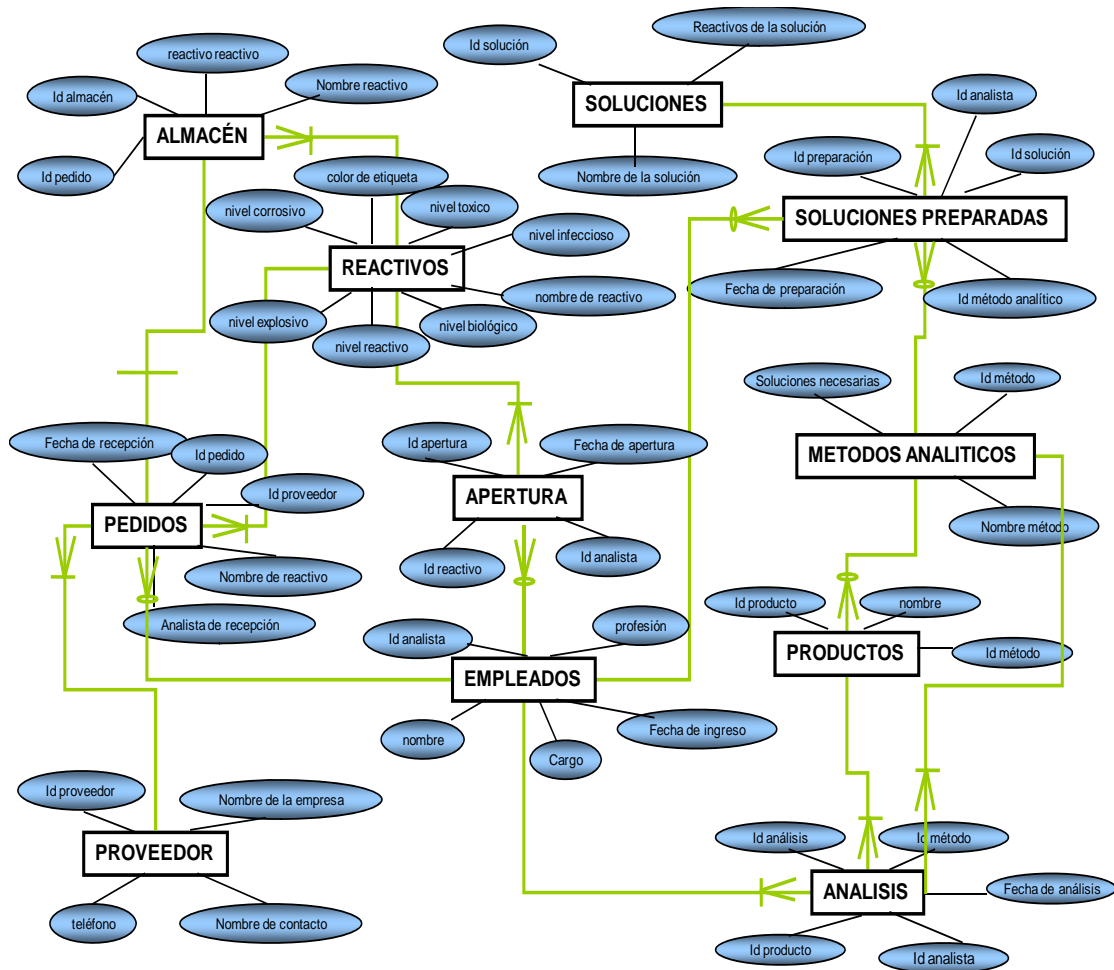 Reactivos de la solución
Id solución
reactivo reactivo
Nombre reactivo
Id almacén
SOLUCIONES
Id analista
ALMACÉN
Id preparación
Id solución
Id pedido
color de etiqueta
Nombre de la solución
nivel corrosivo
nivel toxico
SOLUCIONES PREPARADAS
nivel infeccioso
REACTIVOS
Fecha de preparación
nombre de reactivo
Id método analítico
nivel explosivo
nivel biológico
nivel reactivo
Soluciones necesarias
Id método
Fecha de recepción
Id pedido
Id apertura
Fecha de apertura
METODOS ANALITICOS
Id proveedor
APERTURA
PEDIDOS
Nombre método
Id analista
Id reactivo
Nombre de reactivo
Analista de recepción
Id producto
nombre
Id analista
profesión
PRODUCTOS
Id método
EMPLEADOS
Fecha de ingreso
nombre
Cargo
Id proveedor
Nombre de la empresa
Id análisis
Id método
PROVEEDOR
ANALISIS
Fecha de análisis
teléfono
Nombre de contacto
Id producto
Id analista